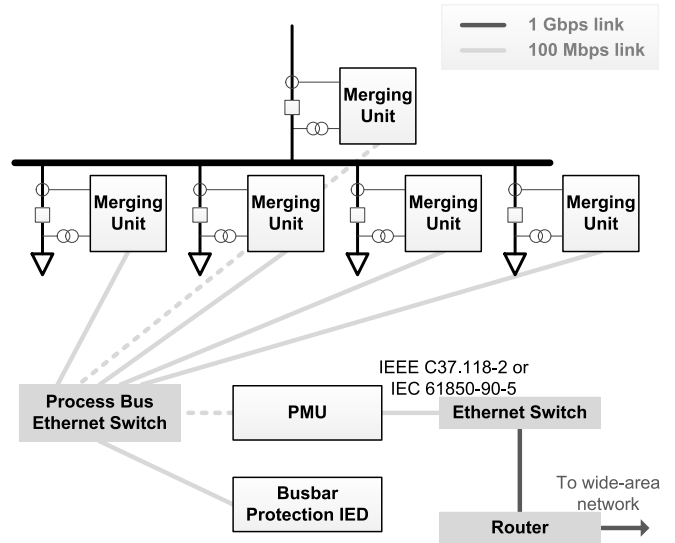 1 Gbps link
100 Mbps link
Merging
Unit
Merging
Unit
Merging
Unit
Merging
Unit
Merging
Unit
IEEE C37.118-2 or
IEC 61850-90-5
Process Bus
Ethernet Switch
PMU
Ethernet Switch
Busbar
Protection IED
To wide-area
network
Router